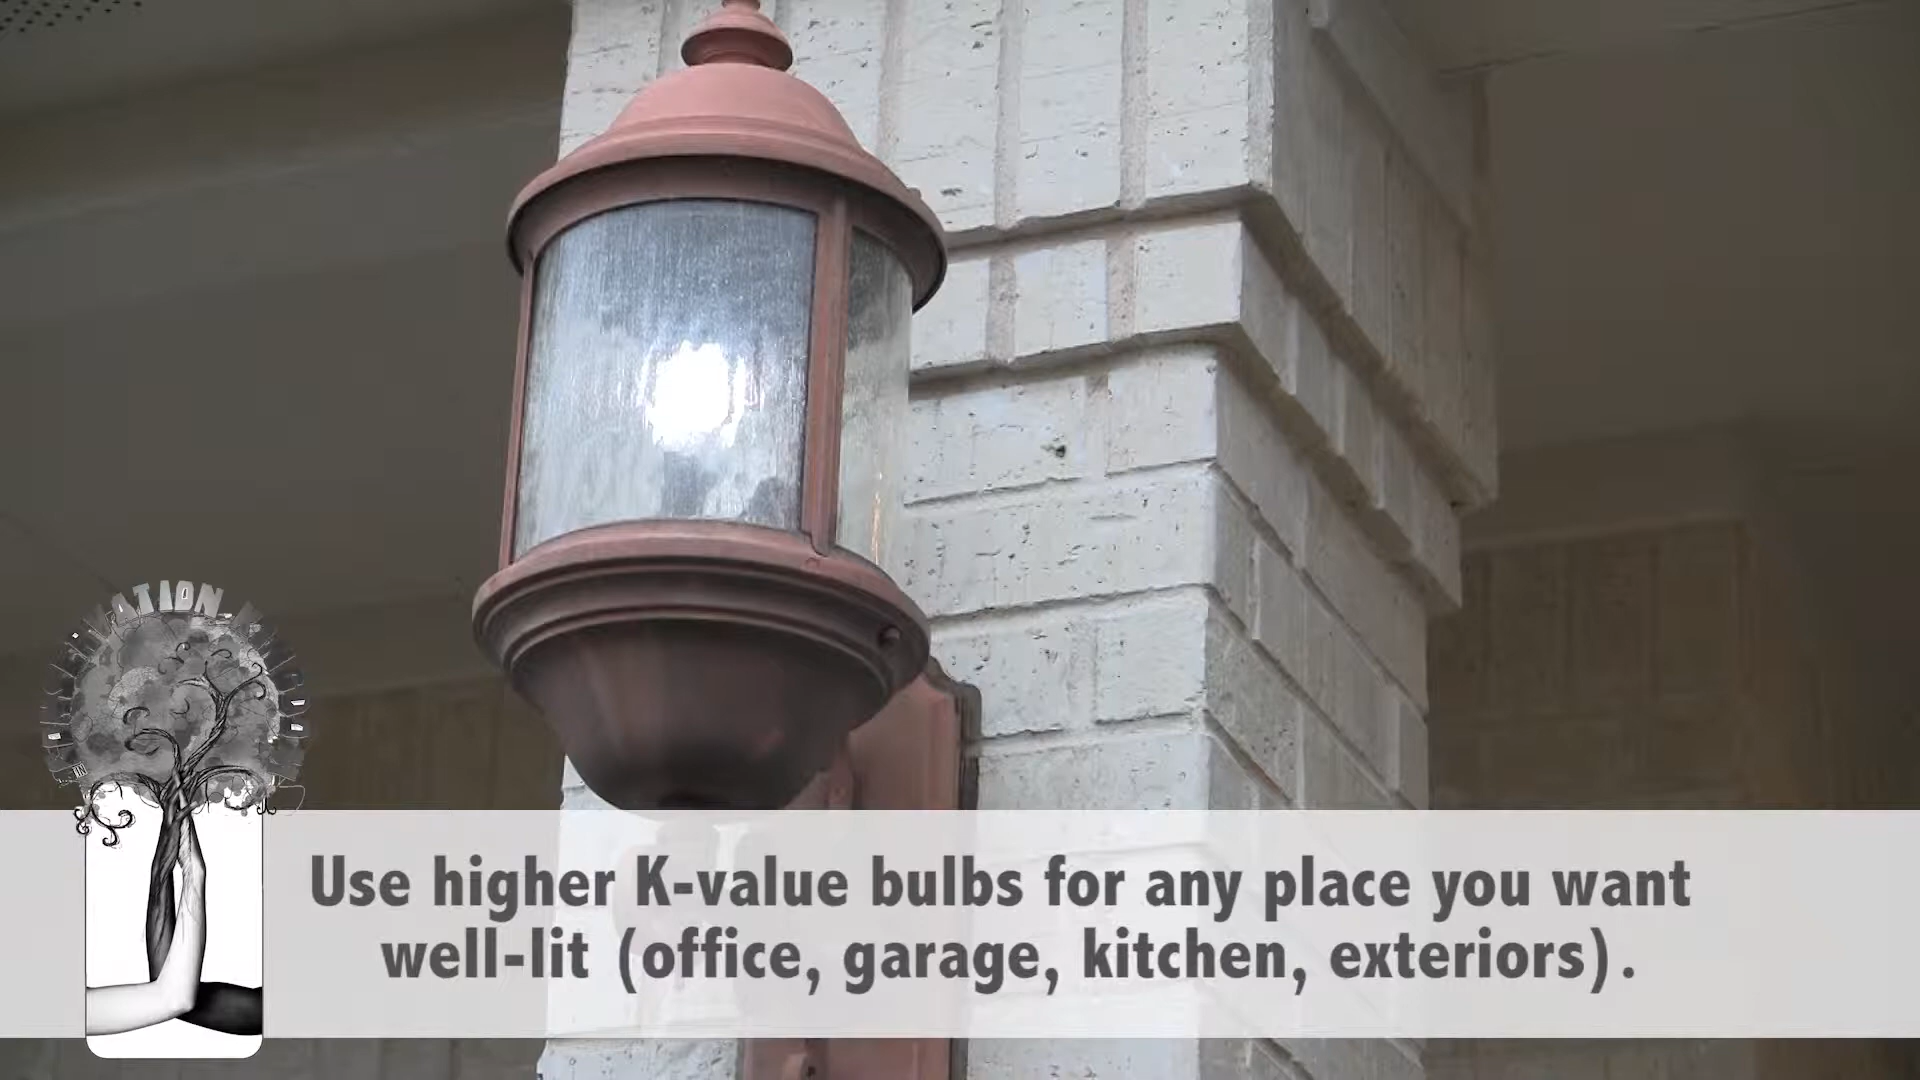 Use higher K-value bulbs for any place you want
well-lit (office, garage, kitchen, exteriors).